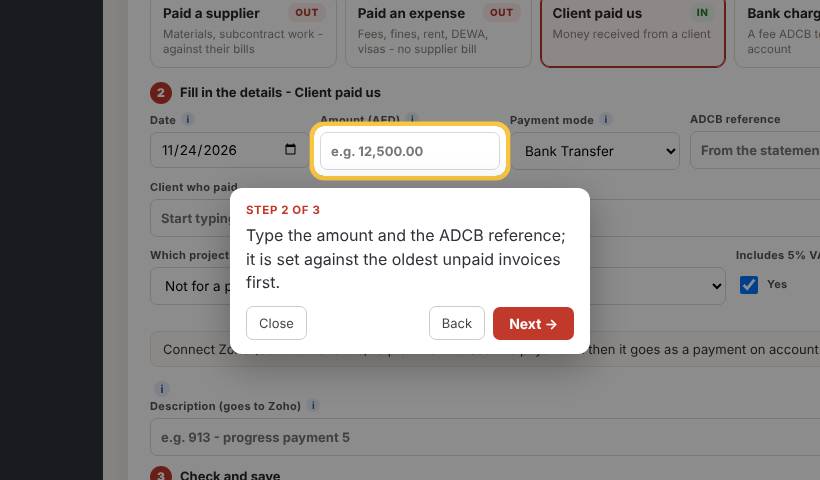 Paid a supplier OUT
Materials, subcontract work -
against their bills
Paid an expense OUT
Fees, fines, rent, DEWA,
visas - no supplier bill
Client paid us IN
Money received from a client
Bank charg
A fee ADCB t
account
2 Fill in the details - Client paid us
Date i
Amount (AED) i
Payment mode i
ADCB reference
11/24/2026
e.g. 12,500.00
Bank Transfer
From the statemen
Client who paid
Start typing
STEP 2 OF 3
Type the amount and the ADCB reference;
it is set against the oldest unpaid invoices
first.
Close
Back
Next →
Which project
Not for a p
Includes 5% VA
Yes
Connect Zo
then it goes as a payment on account
i
Description (goes to Zoho) i
e.g. 913 - progress payment 5
3 Check and save